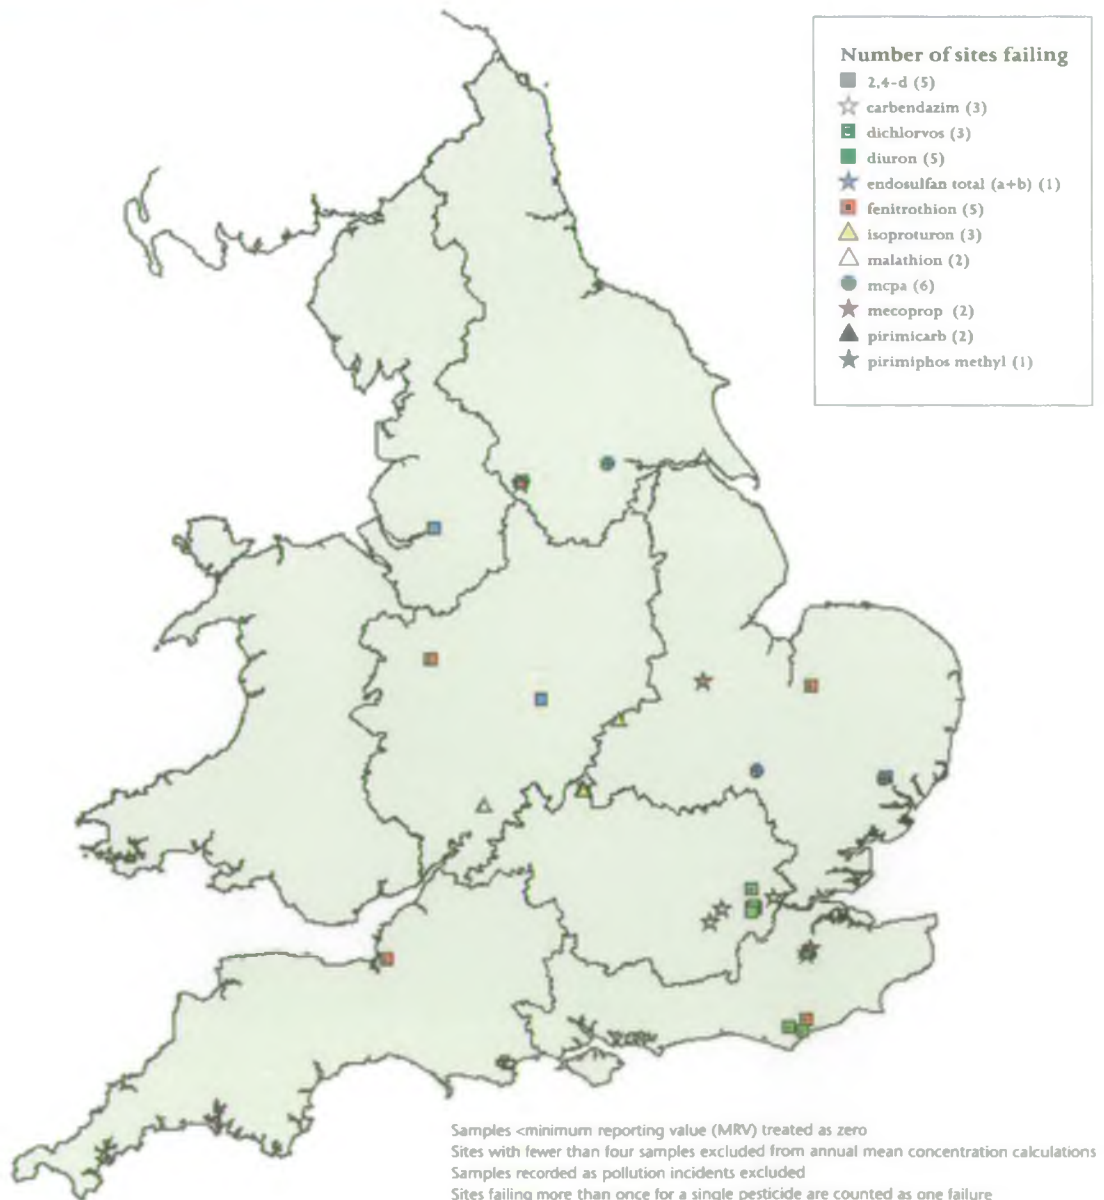 Number of sites failing
2,4-d (5)
carbendazim (3)
dichlorvos (3)
diuron (5)
endosulfan total (a+b) (1)
fenitrothion (5)
isoproturon (3)
malathion (2)
mcpa (6)
mecoprop (2)
pirimicarb (2)
pirimiphos methyl (1)
Samples <minimum reporting value (MRV) treated as zero
Sites with fewer than four samples excluded from annual mean concentration calculations
Samples recorded as pollution incidents excluded
Sites failing more than once for a single pesticide are counted as one failure